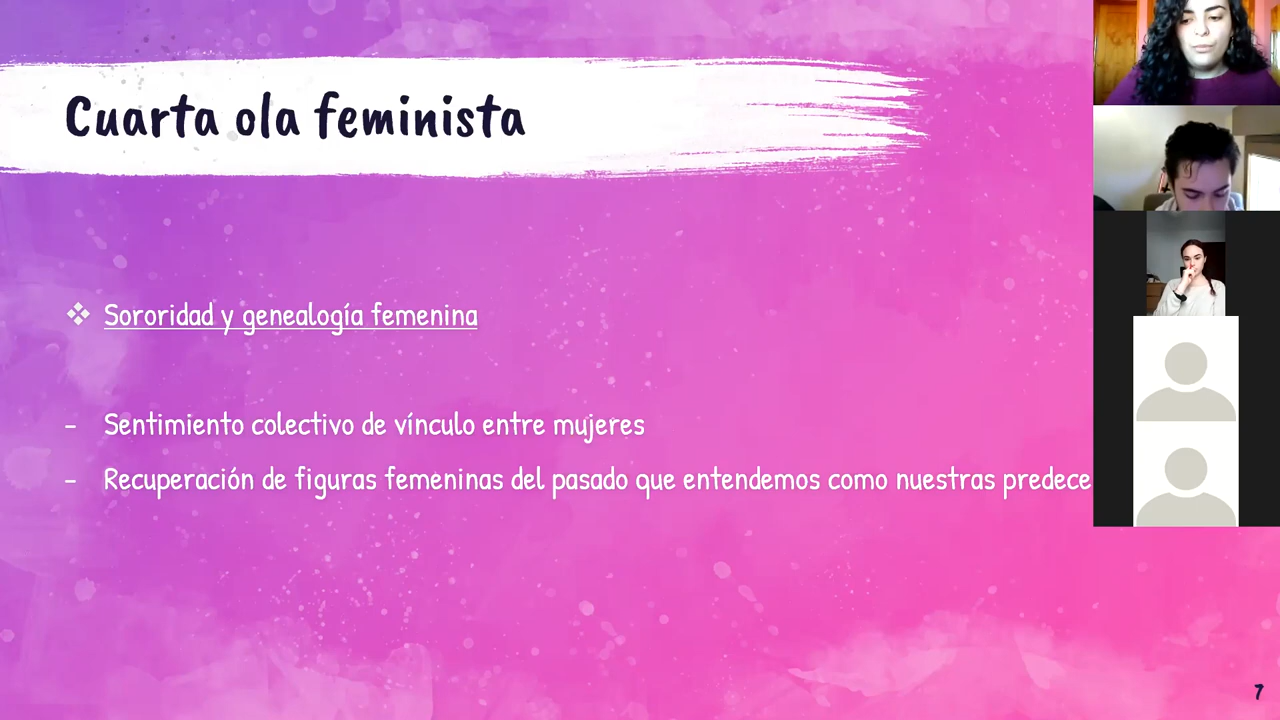 Cuarta ola feminista
❖ Sororidad y genealogía femenina
- Sentimiento colectivo de vínculo entre mujeres
- Recuperación de figuras femeninas del pasado que entendemos como nuestras predece
7